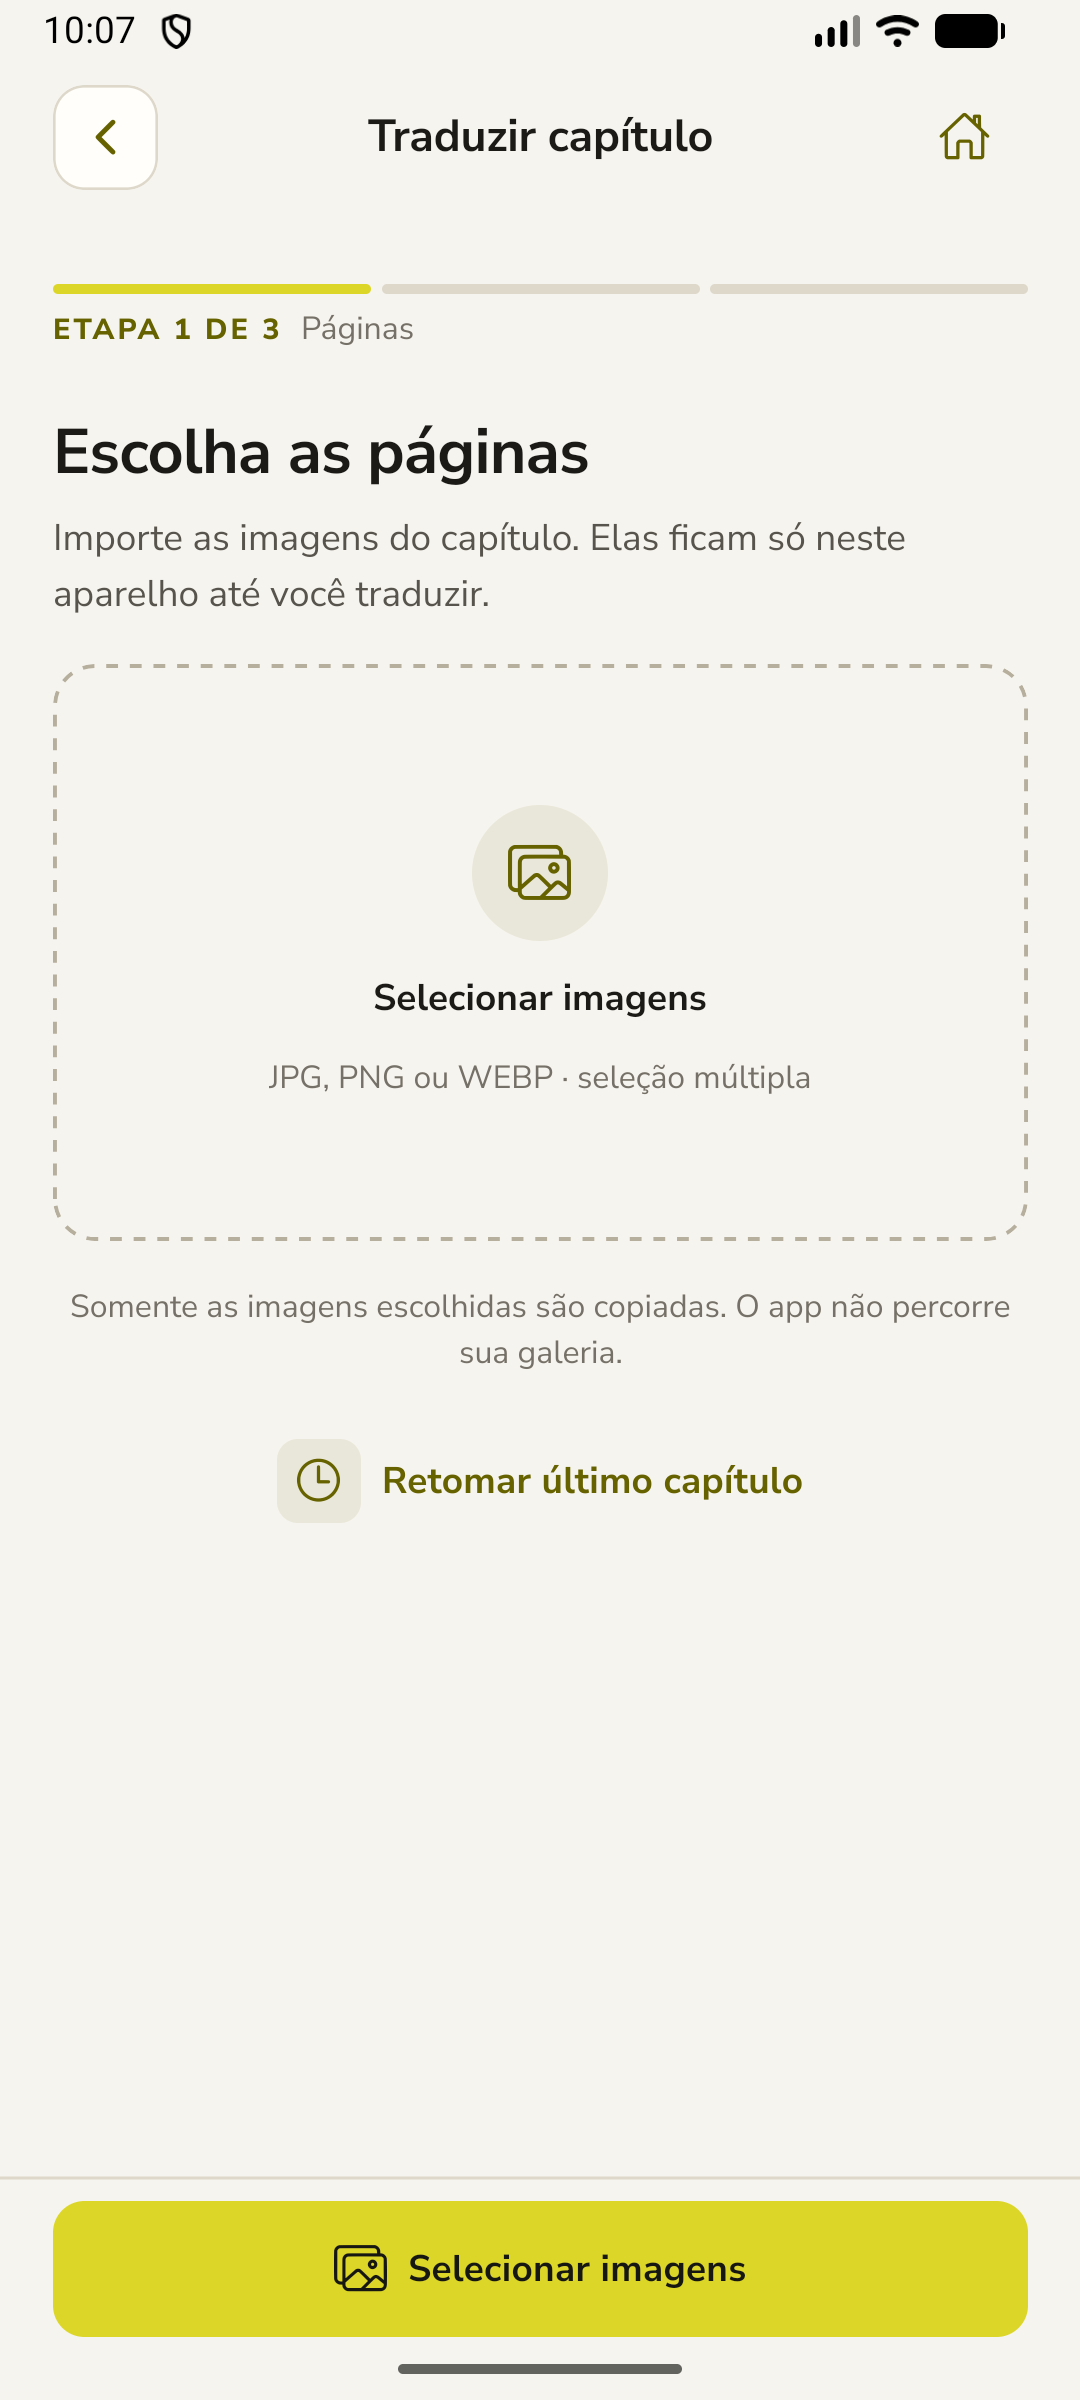 10:07
Traduzir capítulo
ETAPA 1 DE 3 Páginas
Escolha as páginas
Importe as imagens do capítulo. Elas ficam só neste
aparelho até você traduzir.
Selecionar imagens
JPG, PNG ou WEBP · seleção múltipla
Somente as imagens escolhidas são copiadas. O app não percorre
sua galeria.
Retomar último capítulo
Selecionar imagens